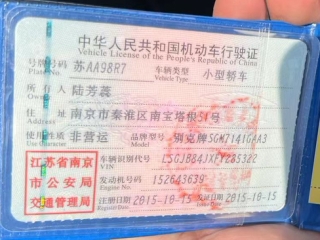 中华人民共和国机动车行驶证
Vehicle License of the People's Republic of China
号牌号码 苏AA98R7 车辆类型 小型轿车
Plate No. Vehicle Type
所有人 陆芳蕊
Owner
住址 南京市秦淮区南宝塔根51号
Address
使用性质 非营运 品牌型号 别克牌SGM7141GAA3
江苏省南京
市公安局
交通管理局
车辆识别代号
VIN
发动机号码 152643639
Engine No.
注册日期 2015-10-15 发证日期 2015-10-15
Register Date Issue Date